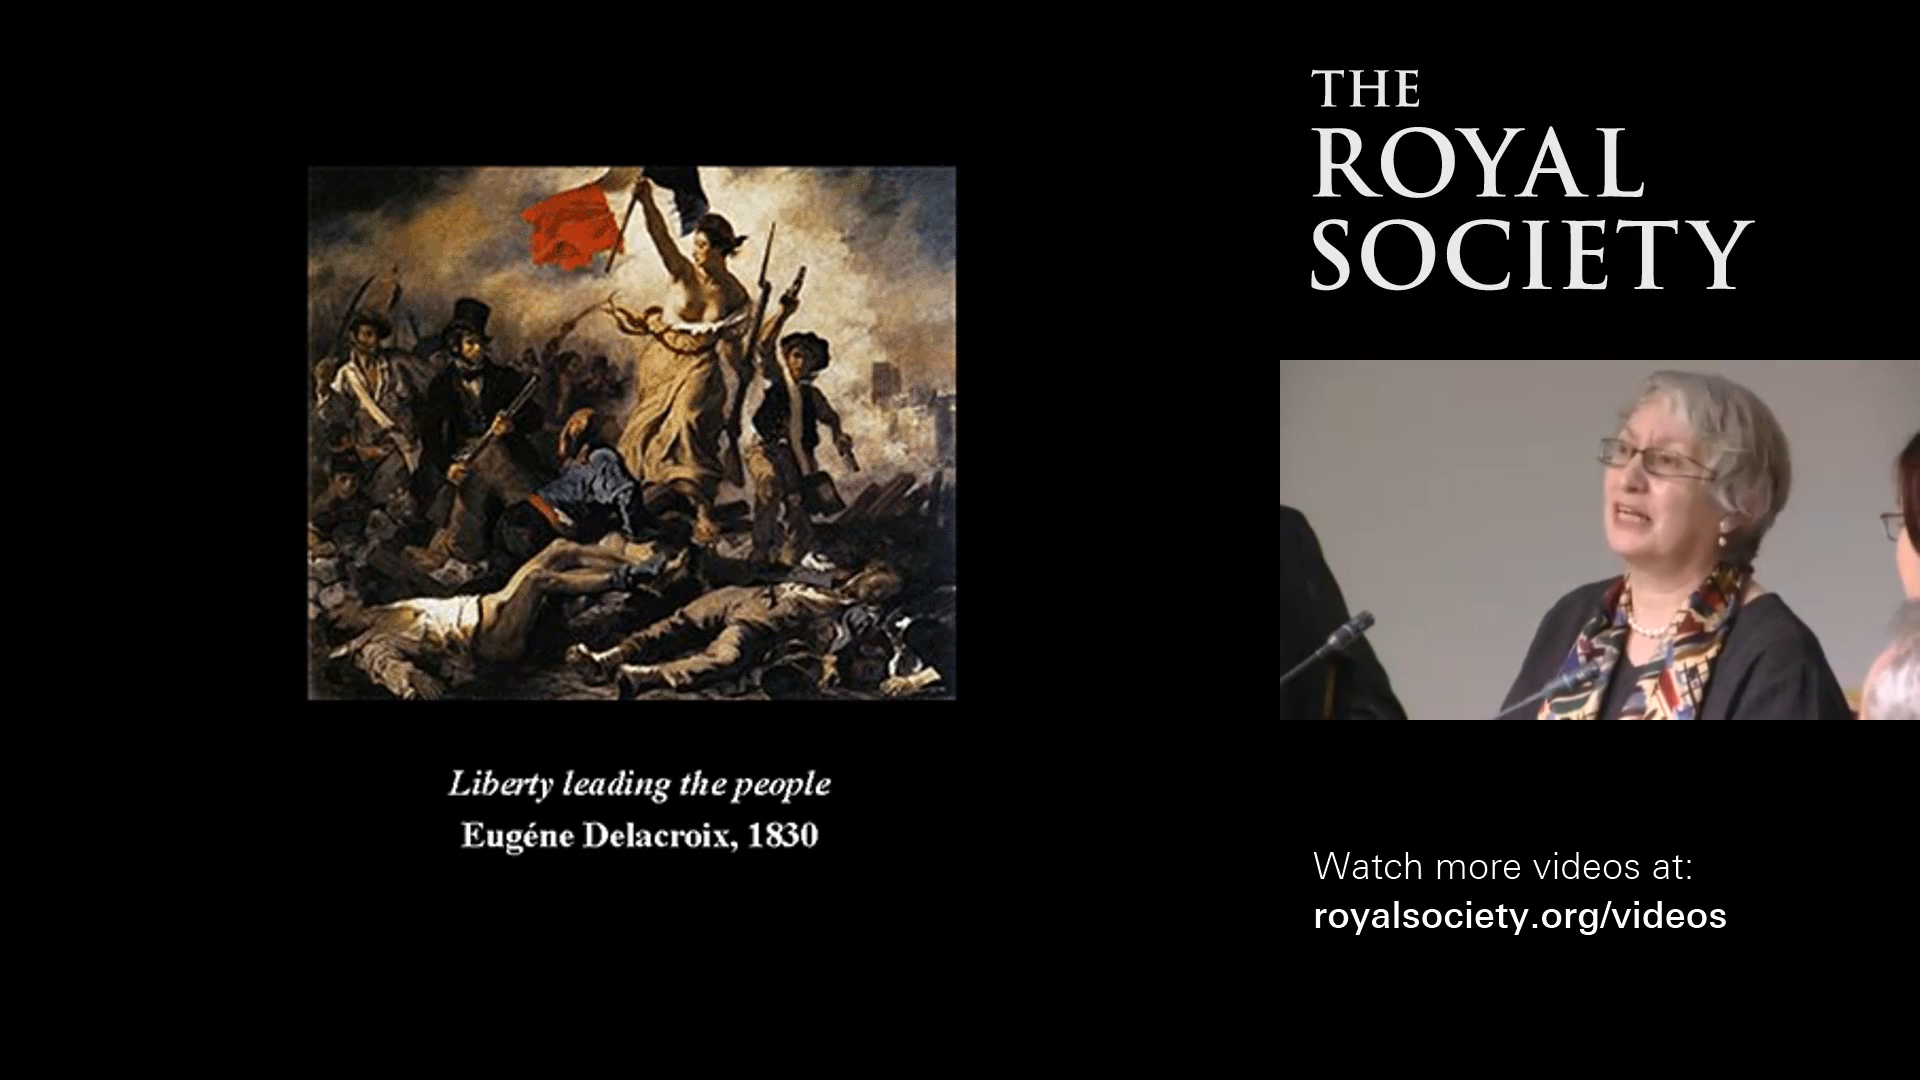 THE
ROYAL
SOCIETY
Liberty leading the people
Eugéne Delacroix, 1830
Watch more videos at:
royalsociety.org/videos